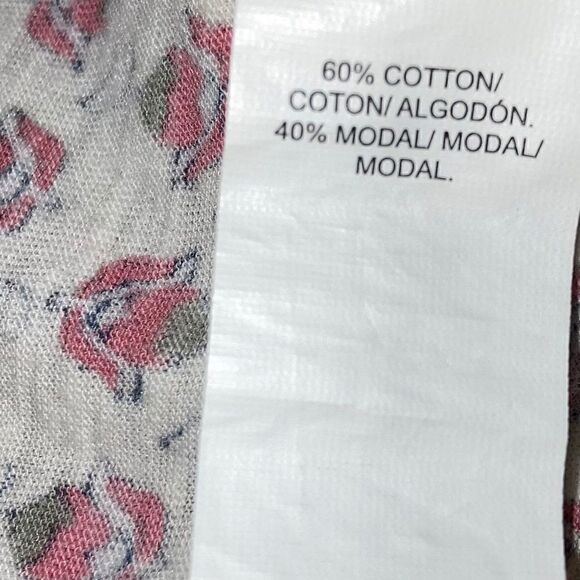 60% COTTON/
COTON/ ALGODÓN.
40% MODAL/ MODAL/
MODAL.